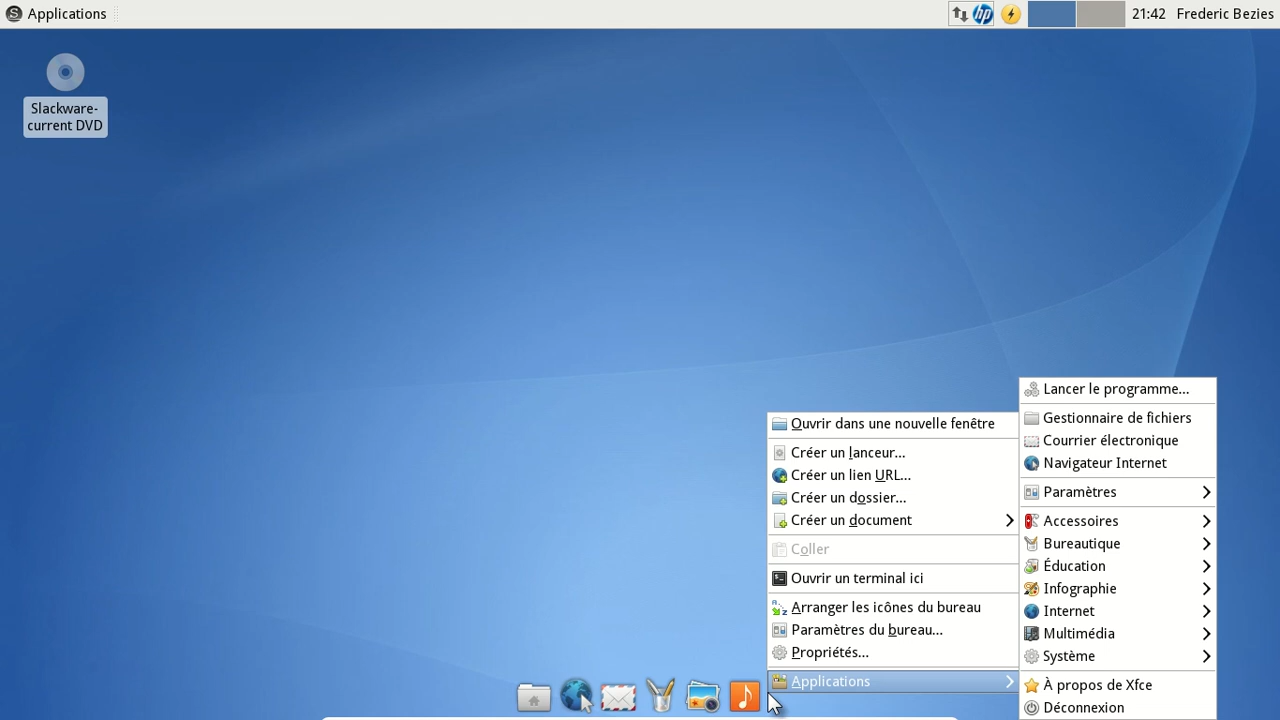 Applications
hp
21:42
Frederic Bezies
Slackware-
current DVD
Ouvrir dans une nouvelle fenêtre
Créer un lanceur...
Créer un lien URL...
Créer un dossier...
Créer un document
Coller
Ouvrir un terminal ici
Arranger les icônes du bureau
Paramètres du bureau...
Propriétés...
Applications
Lancer le programme...
Gestionnaire de fichiers
Courrier électronique
Navigateur Internet
Paramètres
Accessoires
Bureautique
Éducation
Infographie
Internet
Multimédia
Système
À propos de Xfce
Déconnexion